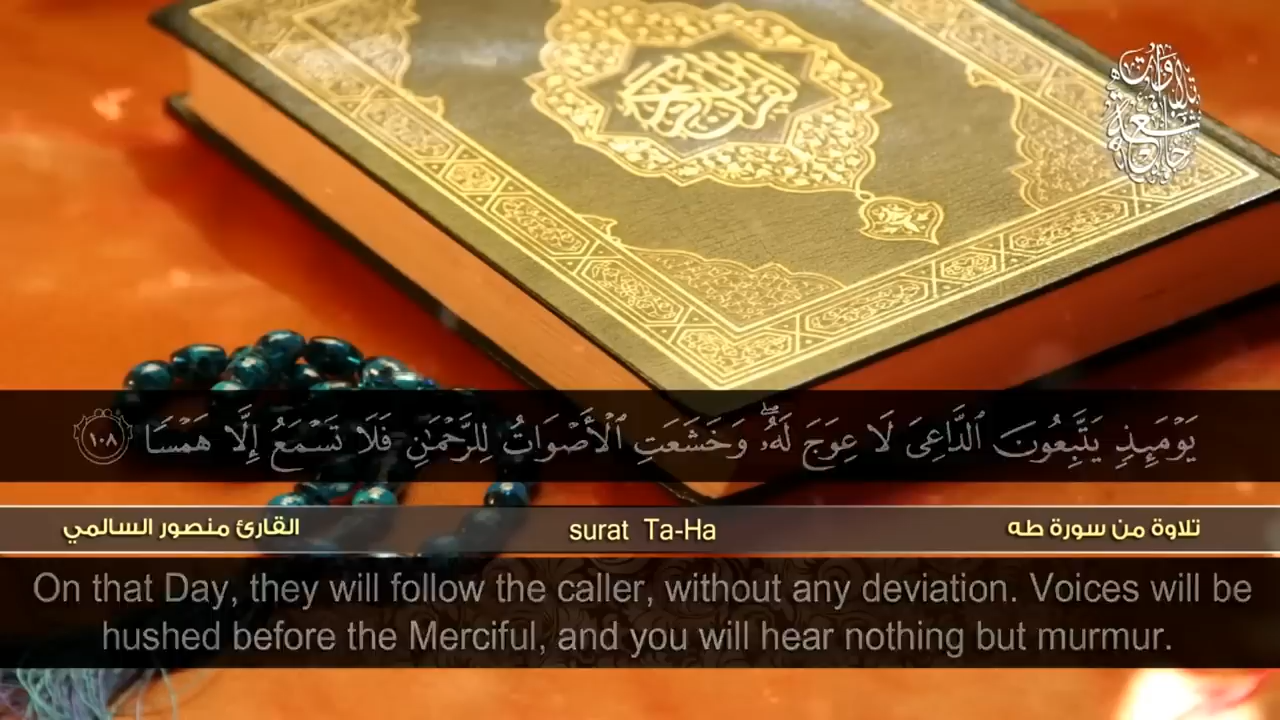 تلاوات
خاشعة
يَوْمَئِذٍ يَتَّبِعُونَ ٱلدَّاعِىَ لَا عِوَجَ لَهُۥ ۖ وَخَشَعَتِ ٱلْأَصْوَاتُ لِلرَّحْمَـٰنِ فَلَا تَسْمَعُ إِلَّا هَمْسًا ١٠٨
تلاوة من سورة طه
surat Ta-Ha
القارئ منصور السالمي
On that Day, they will follow the caller, without any deviation. Voices will be
hushed before the Merciful, and you will hear nothing but murmur.